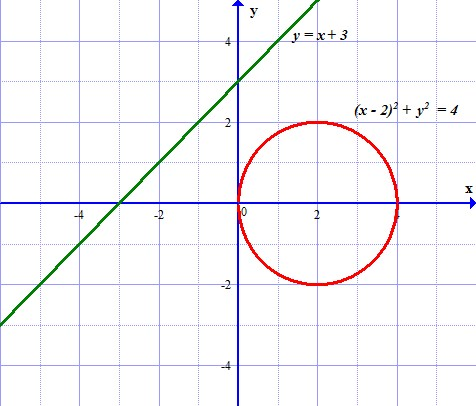 y
4
y = x + 3
(x - 2)² + y² = 4
2
x
-4
-2
0
2
4
-2
-4